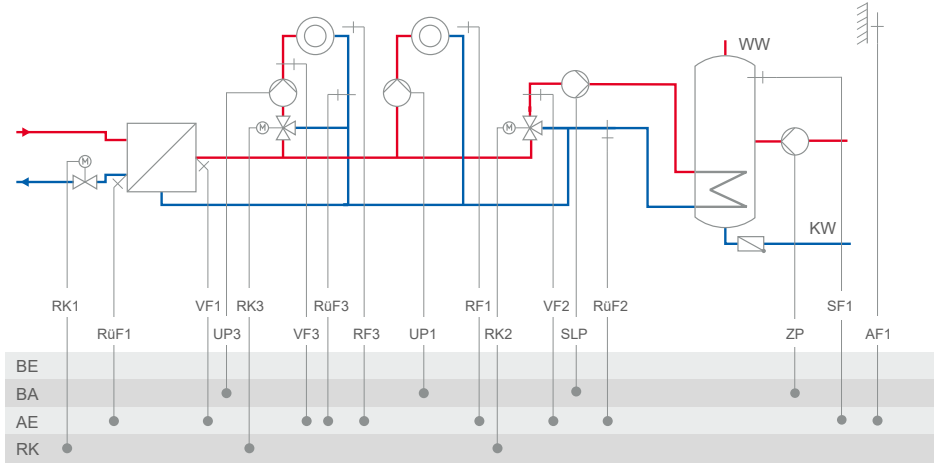 WW
M
M
M
KW
RK1 VF1 RK3 RüF3 RF1 VF2 RüF2 SF1
RüF1 UP3 VF3 RF3 UP1 RK2 SLP ZP AF1
BE
BA
AE
RK